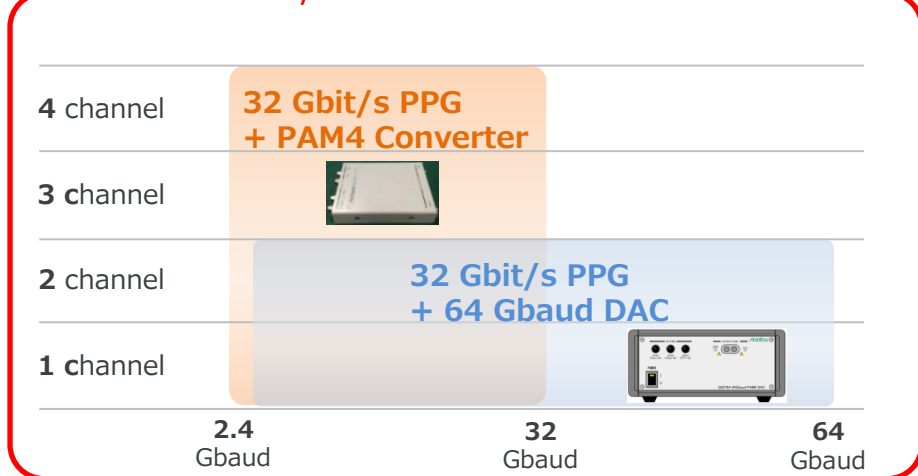 4 channel
32 Gbit/s PPG
+ PAM4 Converter
3 channel
2 channel
32 Gbit/s PPG
+ 64 Gbaud DAC
1 channel
2.4
Gbaud
32
Gbaud
64
Gbaud